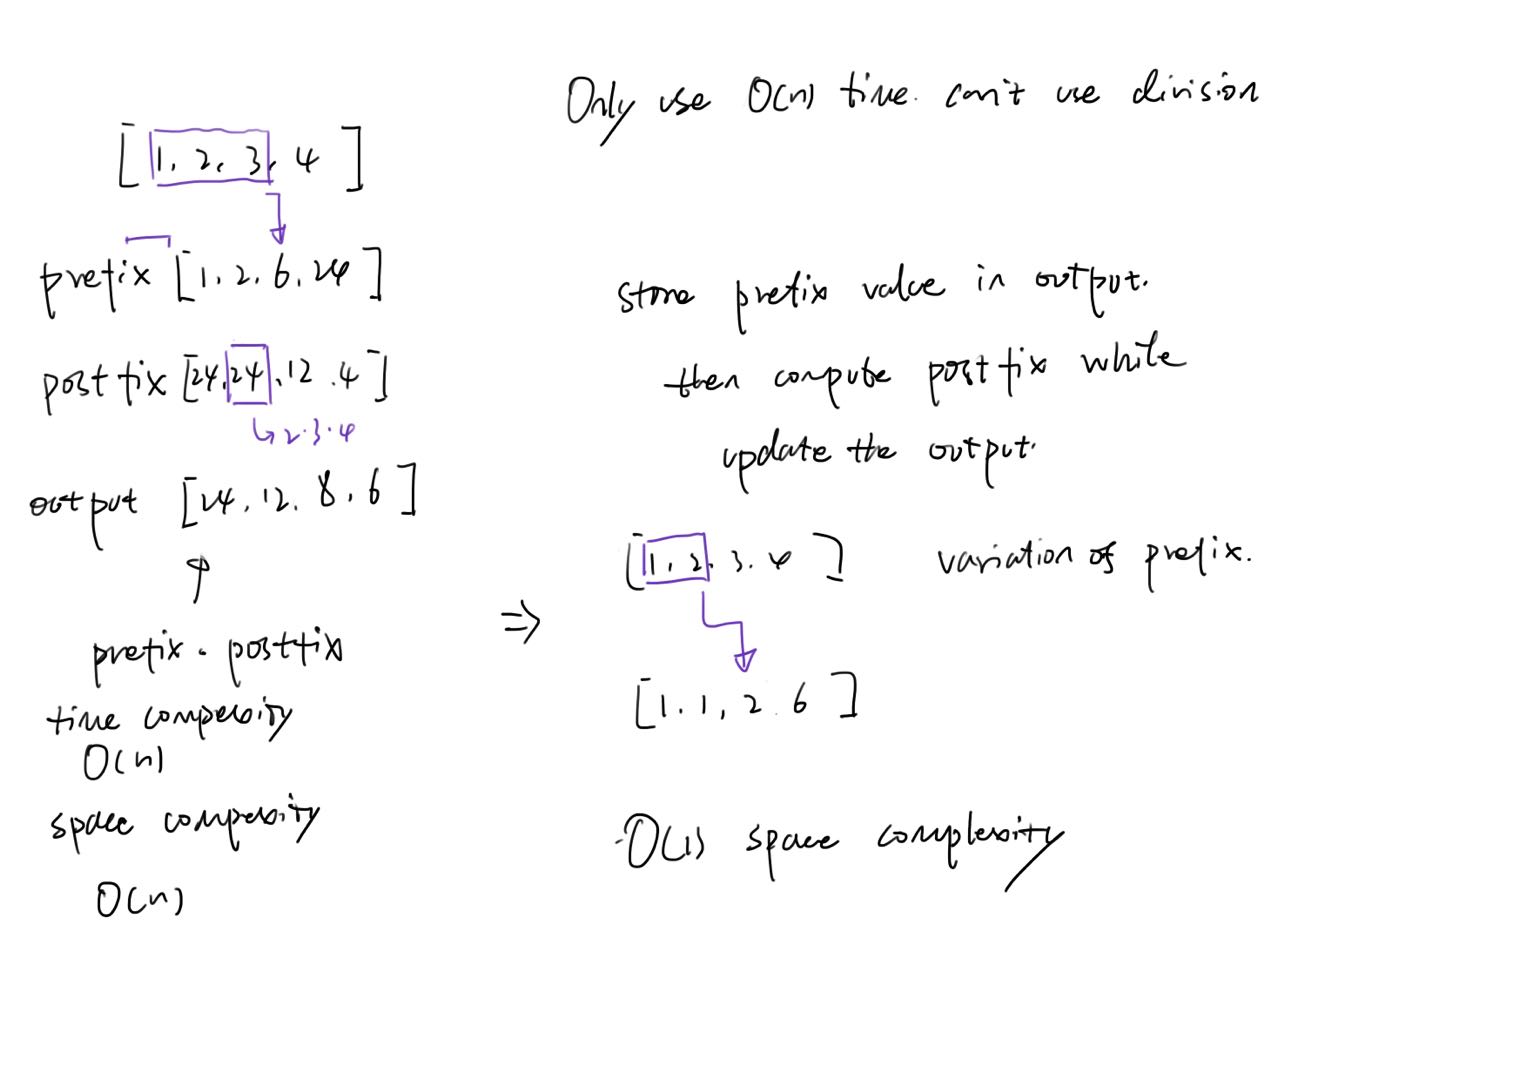 Only use O(n) time. can't use division
[ 1, 2, 3, 4 ]
prefix [1, 2, 6, 24 ]
postfix [24, 24, 12, 4 ]
↳ 2·3·4
output [24, 12, 8, 6 ]
prefix · postfix
time compexity
O(n)
space compexity
O(n)
store prefix value in output.
then compute postfix while
update the output.
⇒
[ 1, 2, 3, 4 ] variation of prefix.
[1, 1, 2, 6 ]
O(1) space complexity